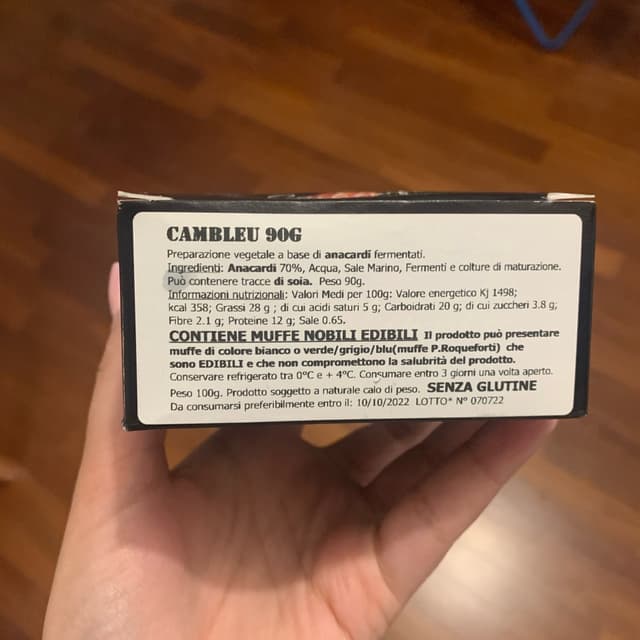 CAMBLEU 90G
Preparazione vegetale a base di anacardi fermentati.
Ingredienti: Anacardi 70%, Acqua, Sale Marino, Fermenti e colture di maturazione.
Può contenere tracce di soia. Peso 90g.
Informazioni nutrizionali: Valori Medi per 100g: Valore energetico Kj 1498;
kcal 358; Grassi 28 g ; di cui acidi saturi 5 g; Carboidrati 20 g; di cui zuccheri 3.8 g;
Fibre 2.1 g; Proteine 12 g; Sale 0.65.
CONTIENE MUFFE NOBILI EDIBILI Il prodotto può presentare
muffe di colore bianco o verde/grigio/blu(muffe P.Roqueforti) che
sono EDIBILI e che non compromettono la salubrità del prodotto.
Conservare refrigerato tra 0°C e + 4°C. Consumare entro 3 giorni una volta aperto.
Peso 100g. Prodotto soggetto a naturale calo di peso. SENZA GLUTINE
Da consumarsi preferibilmente entro il: 10/10/2022 LOTTO* N° 070722